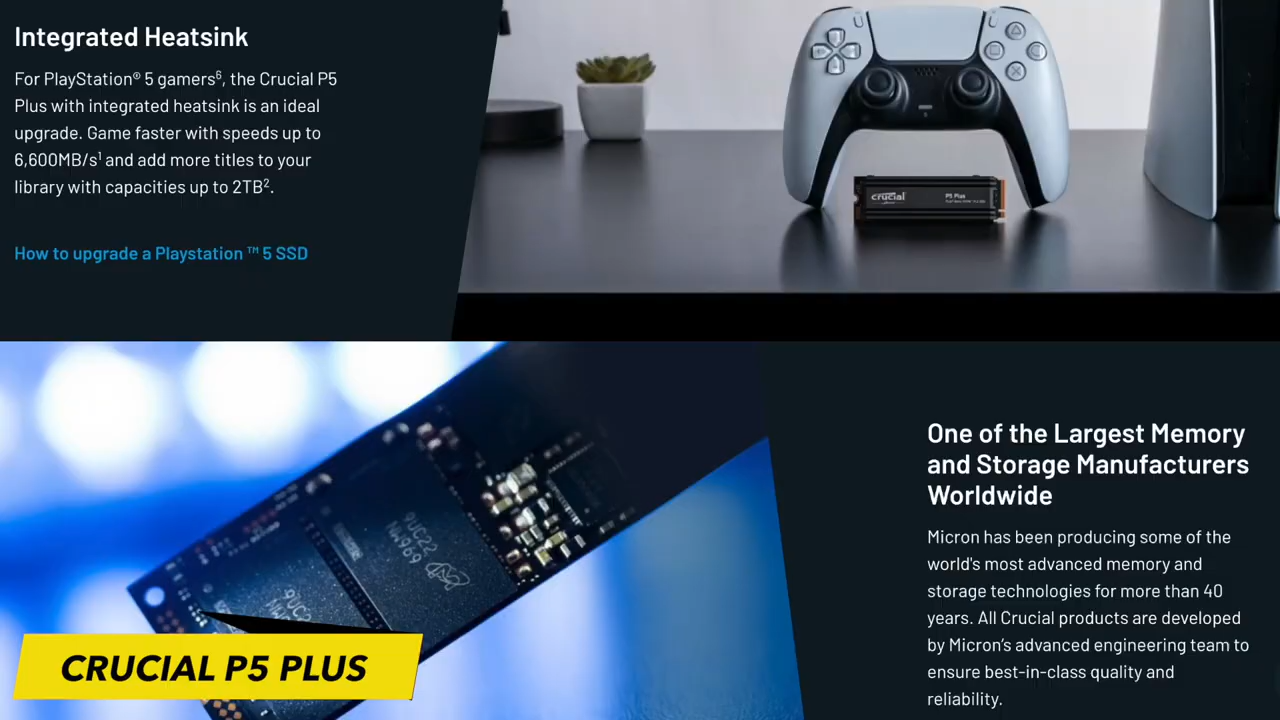 Integrated Heatsink
For PlayStation® 5 gamers⁶, the Crucial P5
Plus with integrated heatsink is an ideal
upgrade. Game faster with speeds up to
6,600MB/s¹ and add more titles to your
library with capacities up to 2TB².
How to upgrade a Playstation ™ 5 SSD
crucial
P5 Plus
9UC22
NW969
One of the Largest Memory
and Storage Manufacturers
Worldwide
Micron has been producing some of the
world's most advanced memory and
storage technologies for more than 40
years. All Crucial products are developed
by Micron's advanced engineering team to
ensure best-in-class quality and
reliability.
CRUCIAL P5 PLUS